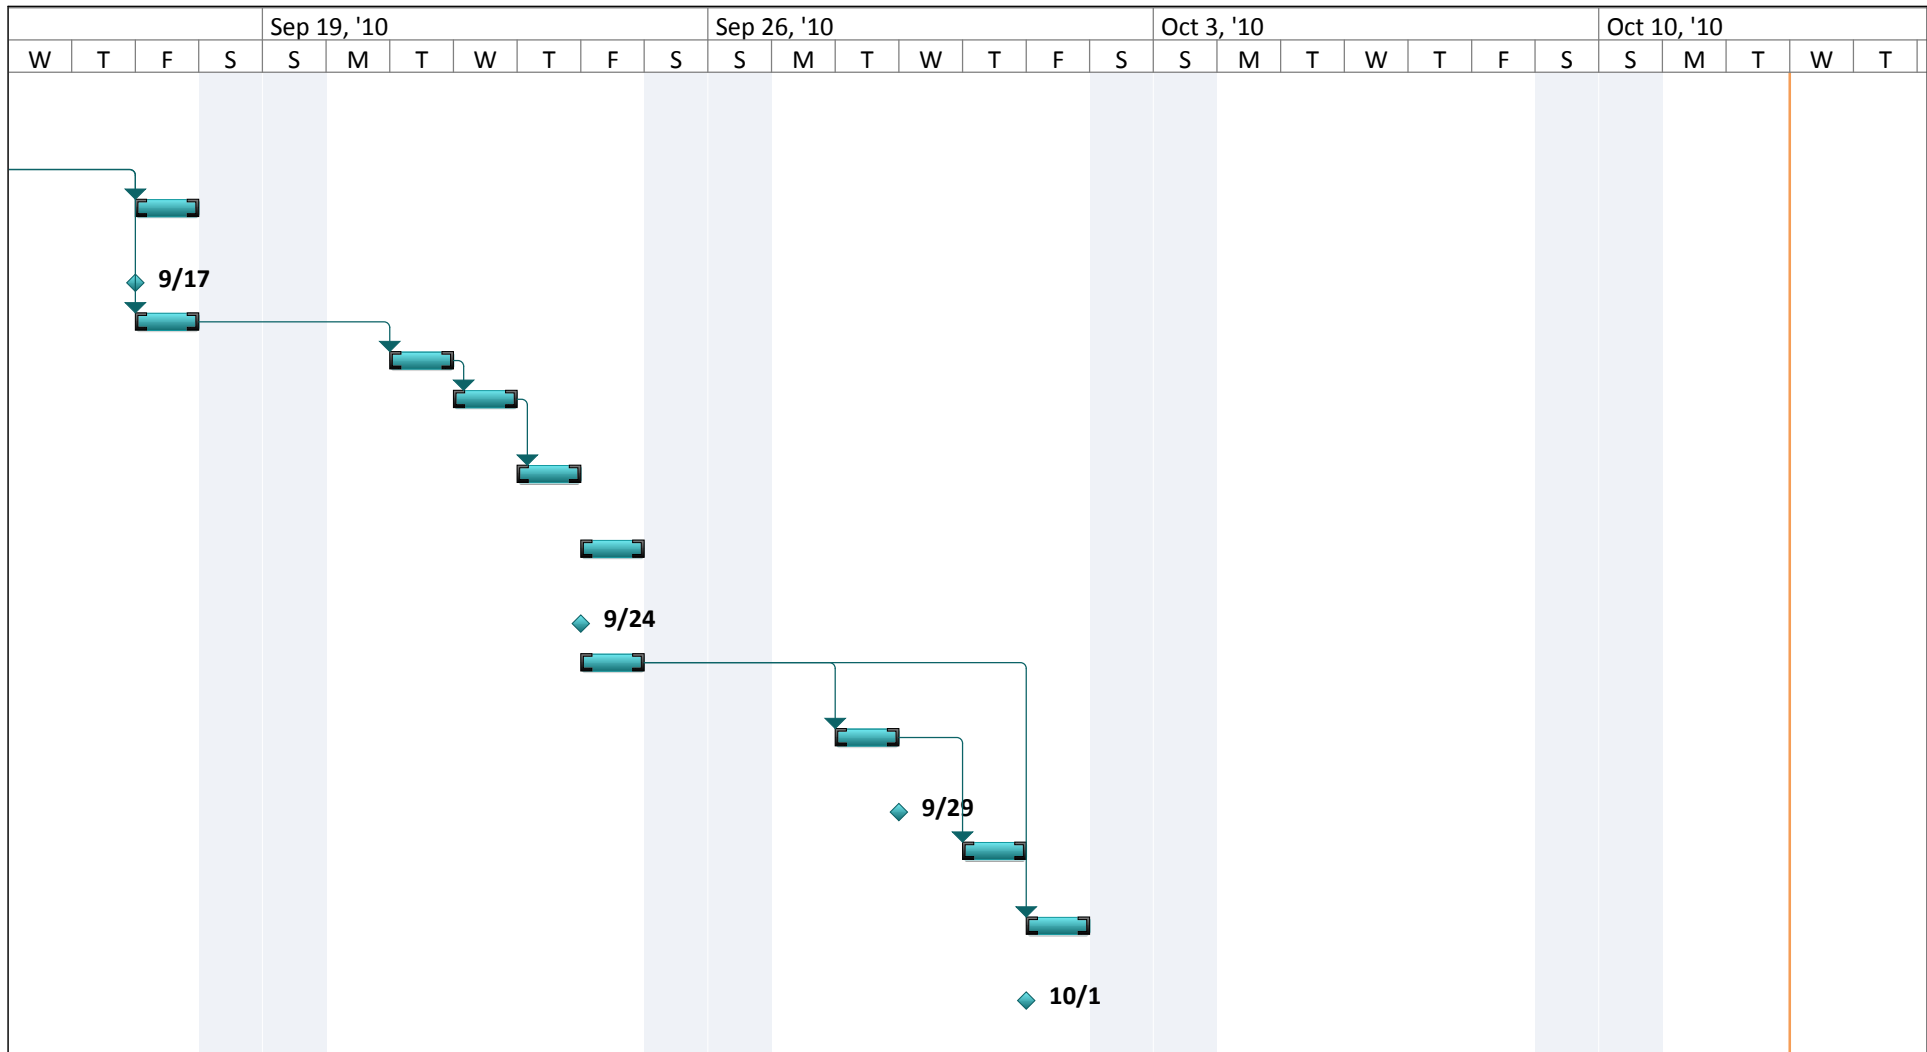 Sep 19, '10 Sep 26, '10 Oct 3, '10 Oct 10, '10
W T F S S M T W T F S S M T W T F S S M T W T F S S M T W T
9/17
9/24
9/29
10/1